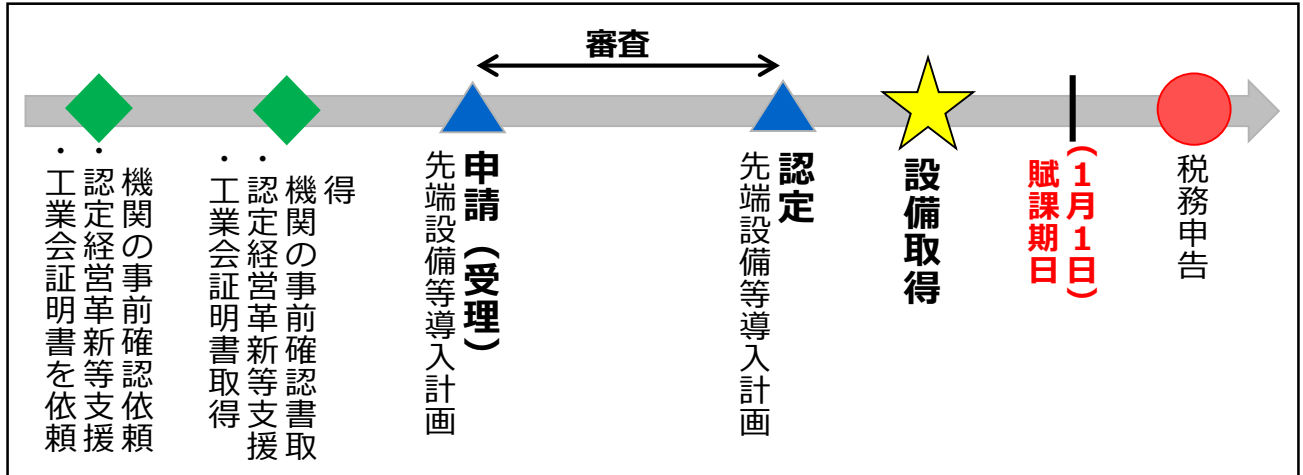 審査
・工業会証明書を依頼
・認定経営革新等支援
機関の事前確認依頼
・工業会証明書取得
・認定経営革新等支援
機関の事前確認書取
得
先端設備等導入計画
申請（受理）
先端設備等導入計画
認定
設備取得
賦課期日
（1月1日）
税務申告